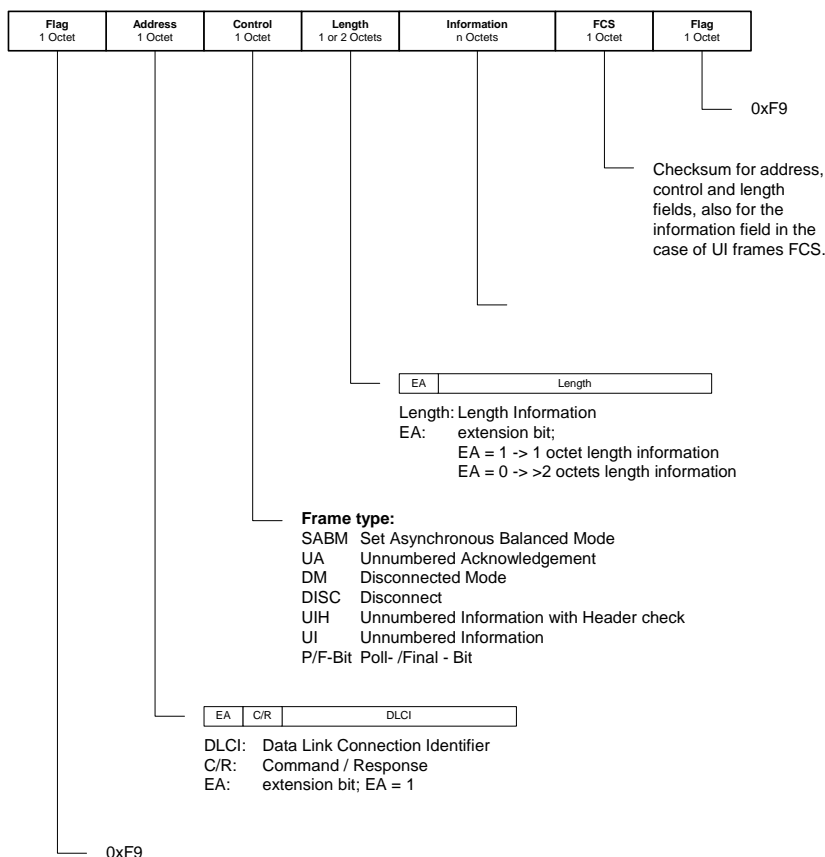 Flag Address Control Length Information FCS Flag
1 Octet 1 Octet 1 Octet 1 or 2 Octets n Octets 1 Octet 1 Octet
0xF9
Checksum for address,
control and length
fields, also for the
information field in the
case of UI frames FCS.
EA Length
Length: Length Information
EA: extension bit;
EA = 1 -> 1 octet length information
EA = 0 -> >2 octets length information
Frame type:
SABM Set Asynchronous Balanced Mode
UA Unnumbered Acknowledgement
DM Disconnected Mode
DISC Disconnect
UIH Unnumbered Information with Header check
UI Unnumbered Information
P/F-Bit Poll- /Final - Bit
EA C/R DLCI
DLCI: Data Link Connection Identifier
C/R: Command / Response
EA: extension bit; EA = 1
0xF9